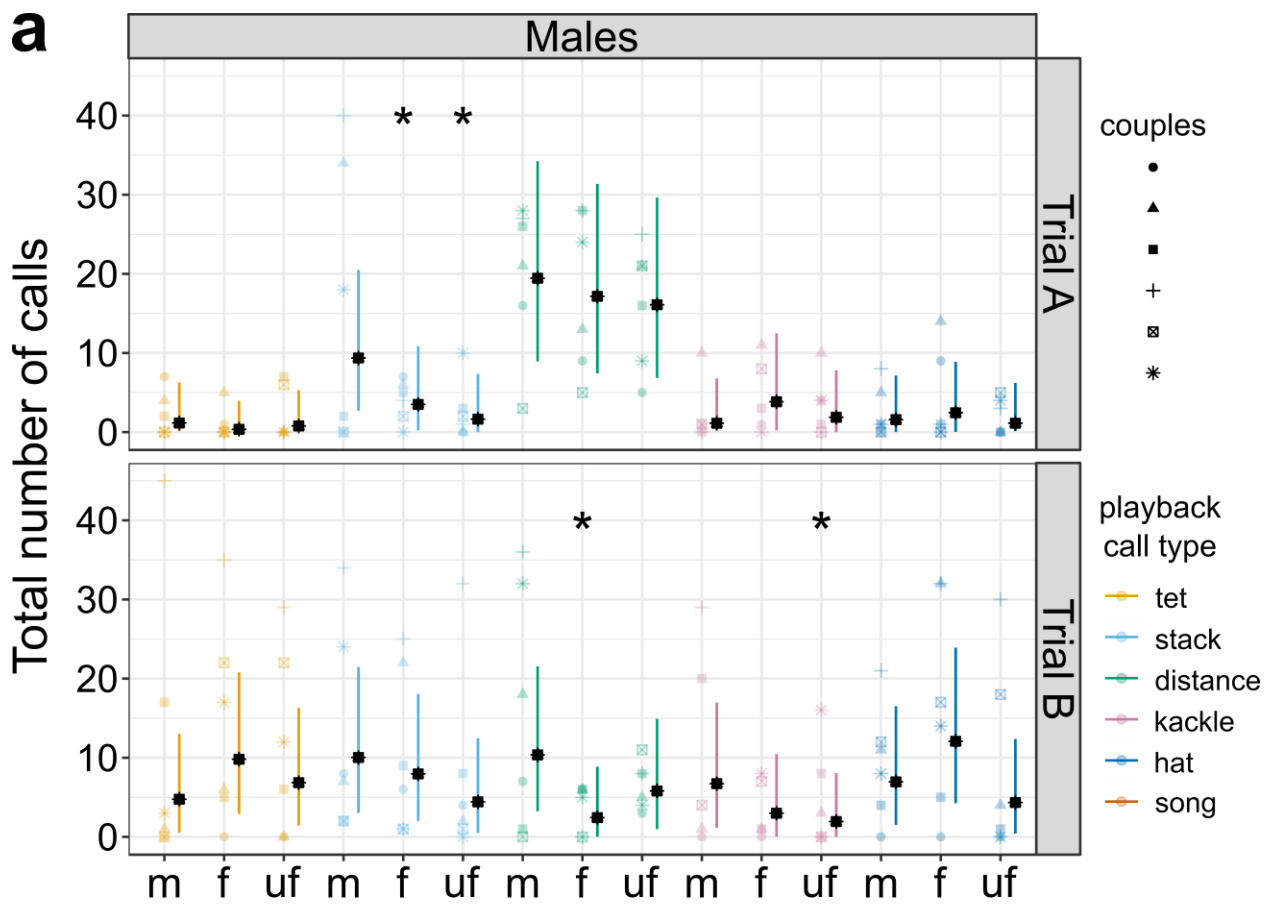 a
Males
Total number of calls
40
30
20
10
0
* *
Trial A
40
30
20
10
0
* *
Trial B
m f uf m f uf m f uf m f uf m f uf
couples
playback
call type
tet
stack
distance
kackle
hat
song